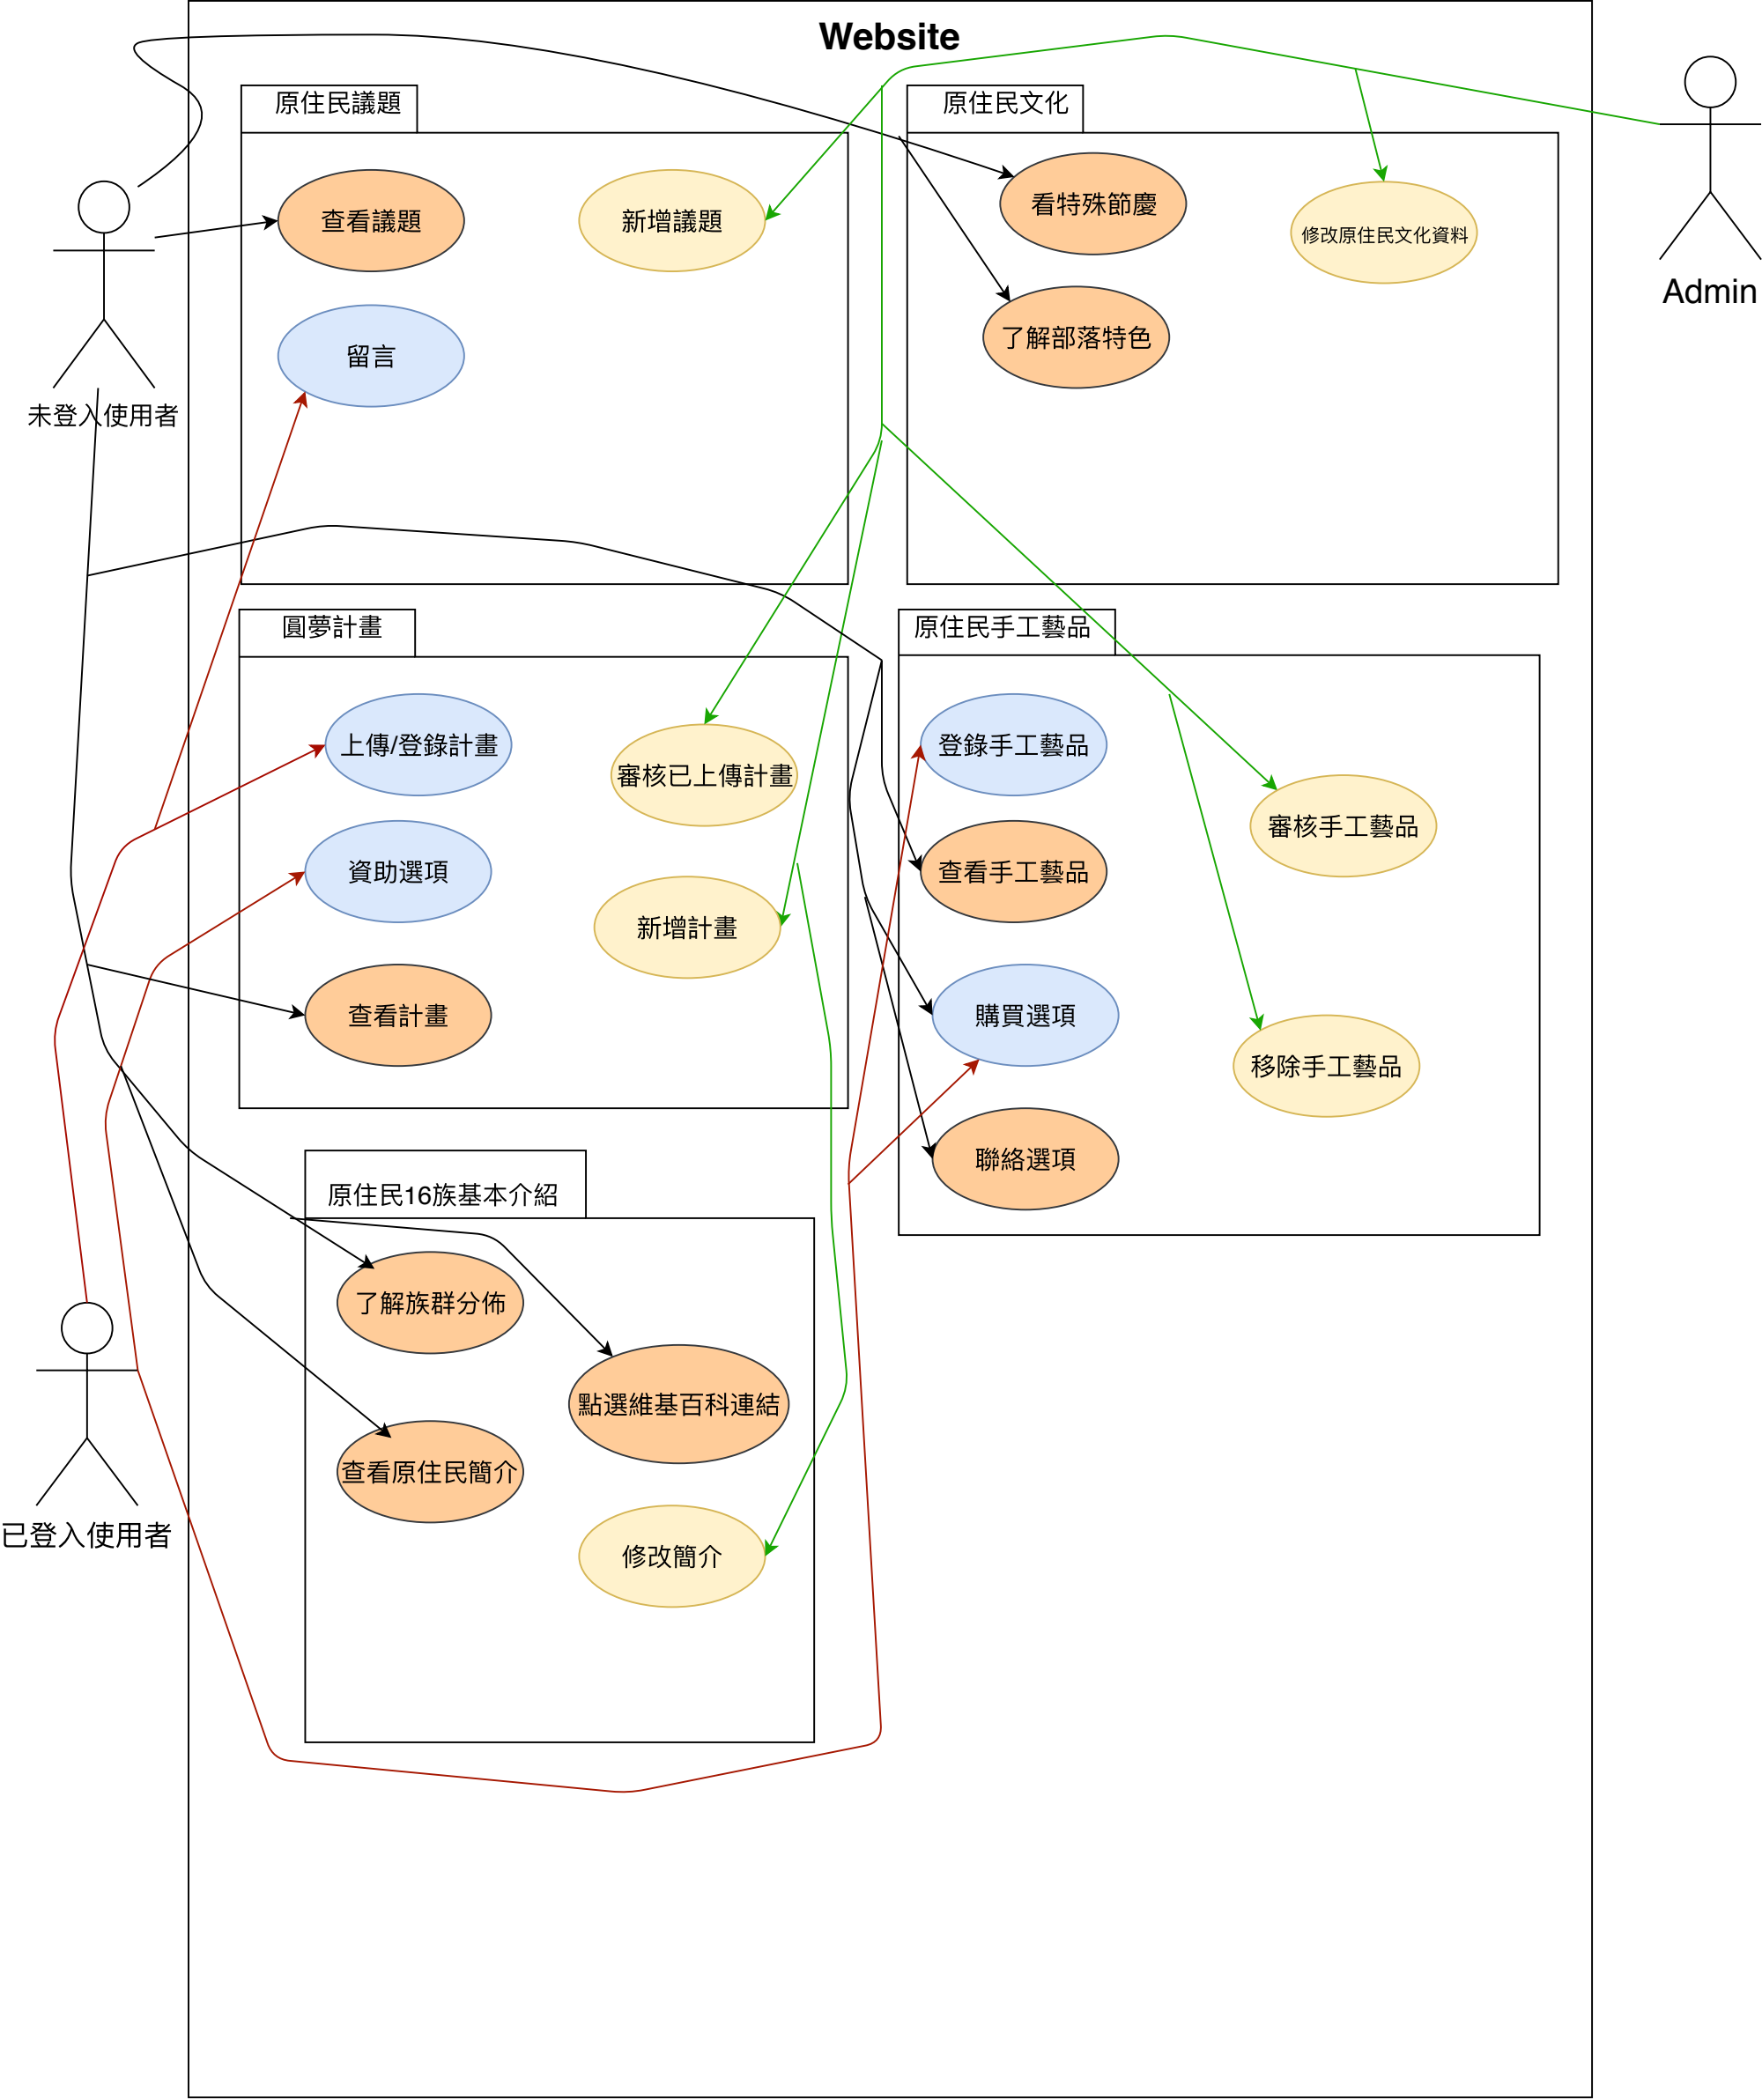 Website
原住民議題
原住民文化
查看議題
新增議題
看特殊節慶
修改原住民文化資料
Admin
留言
了解部落特色
未登入使用者
圓夢計畫
原住民手工藝品
上傳/登錄計畫
審核已上傳計畫
登錄手工藝品
審核手工藝品
資助選項
新增計畫
查看手工藝品
查看計畫
購買選項
移除手工藝品
聯絡選項
原住民16族基本介紹
了解族群分佈
點選維基百科連結
查看原住民簡介
修改簡介
已登入使用者